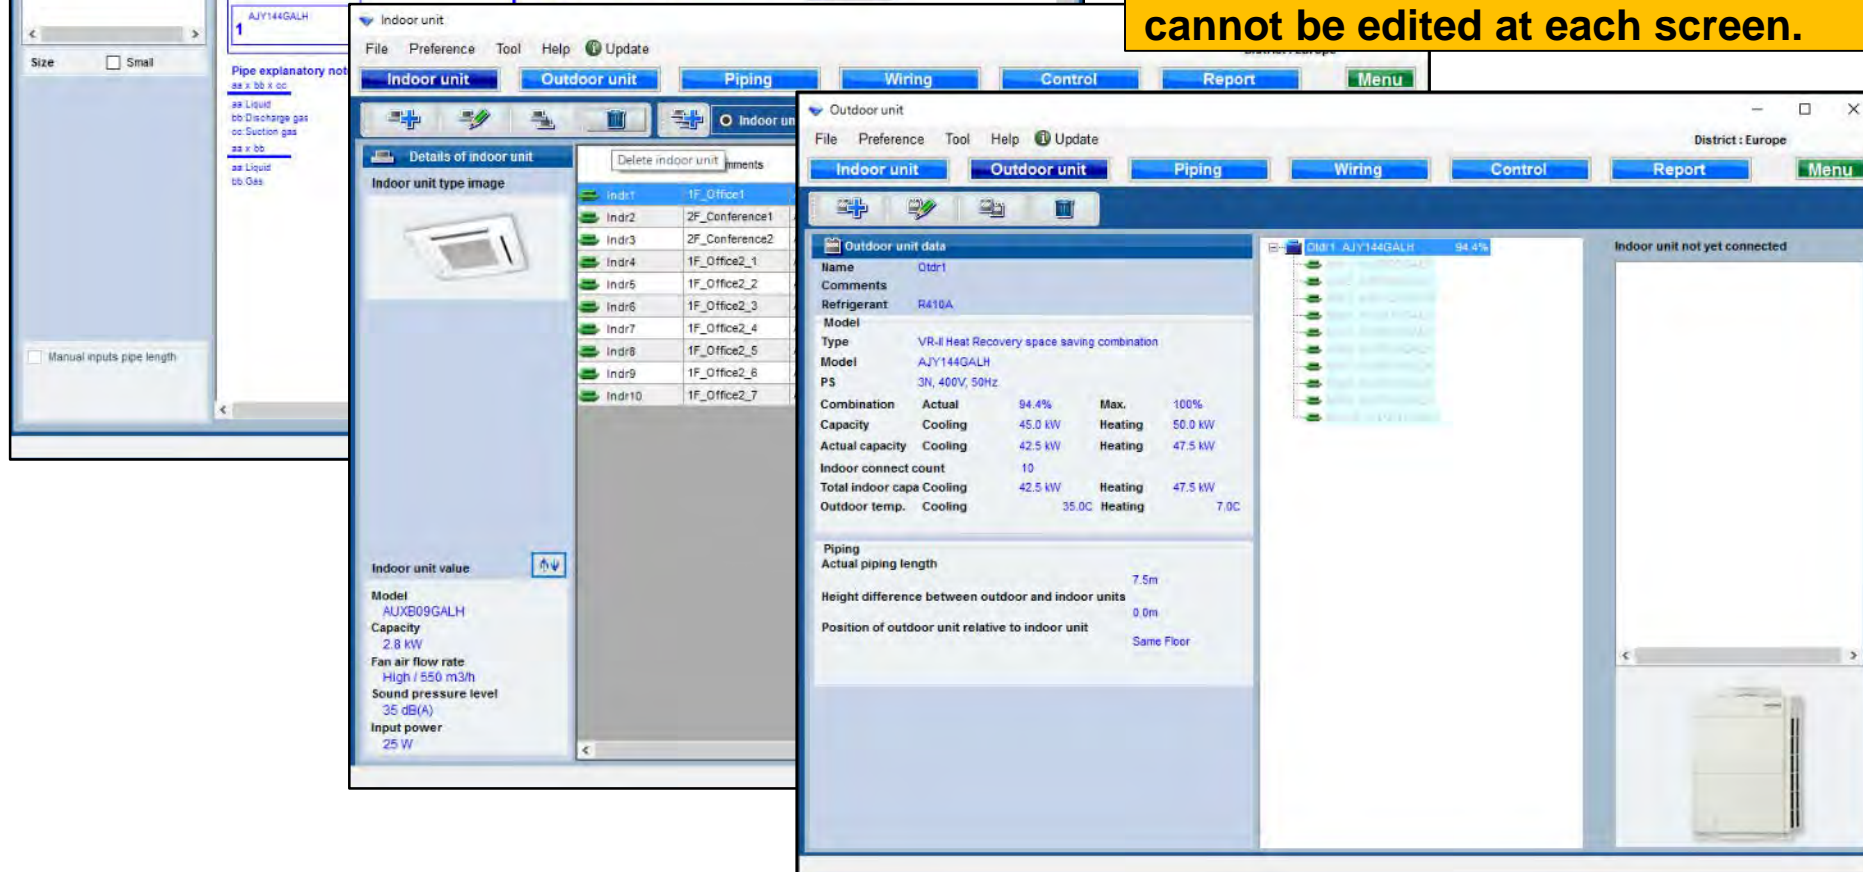 cannot be edited at each screen.
AJY144GALH
1
Size
Small
Pipe explanatory not
aa x bb x cc
aa:Liquid
bb:Discharge gas
cc:Suction gas
aa x bb
aa:Liquid
bb:Gas
Manual inputs pipe length
Indoor unit
File Preference Tool Help Update
Indoor unit Outdoor unit Piping Wiring Control Report Menu
Indoor un
Details of indoor unit
Delete indoor unit
mments
Indoor unit type image
Indr1 1F_Office1
Indr2 2F_Conference1
Indr3 2F_Conference2
Indr4 1F_Office2_1
Indr5 1F_Office2_2
Indr6 1F_Office2_3
Indr7 1F_Office2_4
Indr8 1F_Office2_5
Indr9 1F_Office2_6
Indr10 1F_Office2_7
Indoor unit value
Model
AUXB09GALH
Capacity
2.8 kW
Fan air flow rate
High / 550 m3/h
Sound pressure level
35 dB(A)
Input power
25 W
Outdoor unit
File Preference Tool Help Update
District : Europe
Indoor unit Outdoor unit Piping Wiring Control Report Menu
Outdoor unit data
Name Otdr1
Comments
Refrigerant R410A
Model
Type VR-II Heat Recovery space saving combination
Model AJY144GALH
PS 3N, 400V, 50Hz
Combination Actual 94.4% Max. 100%
Capacity Cooling 45.0 kW Heating 50.0 kW
Actual capacity Cooling 42.5 kW Heating 47.5 kW
Indoor connect count 10
Total indoor capa Cooling 42.5 kW Heating 47.5 kW
Outdoor temp. Cooling 35.0C Heating 7.0C
Piping
Actual piping length
7.5m
Height difference between outdoor and indoor units
0.0m
Position of outdoor unit relative to indoor unit
Same Floor
Otdr1 AJY144GALH 94.4%
Indoor unit not yet connected